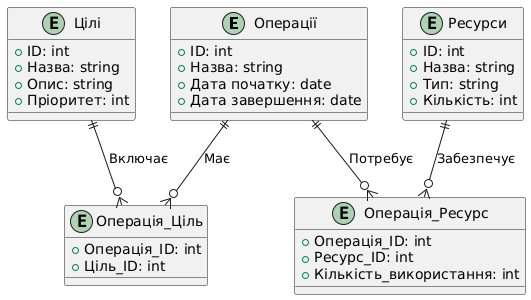 E Цілі
ID: int
Назва: string
Опис: string
Пріоритет: int
E Операції
ID: int
Назва: string
Дата початку: date
Дата завершення: date
E Ресурси
ID: int
Назва: string
Тип: string
Кількість: int
Включає
Має
Потребує
Забезпечує
E Операція_Ціль
Операція_ID: int
Ціль_ID: int
E Операція_Ресурс
Операція_ID: int
Ресурс_ID: int
Кількість_використання: int